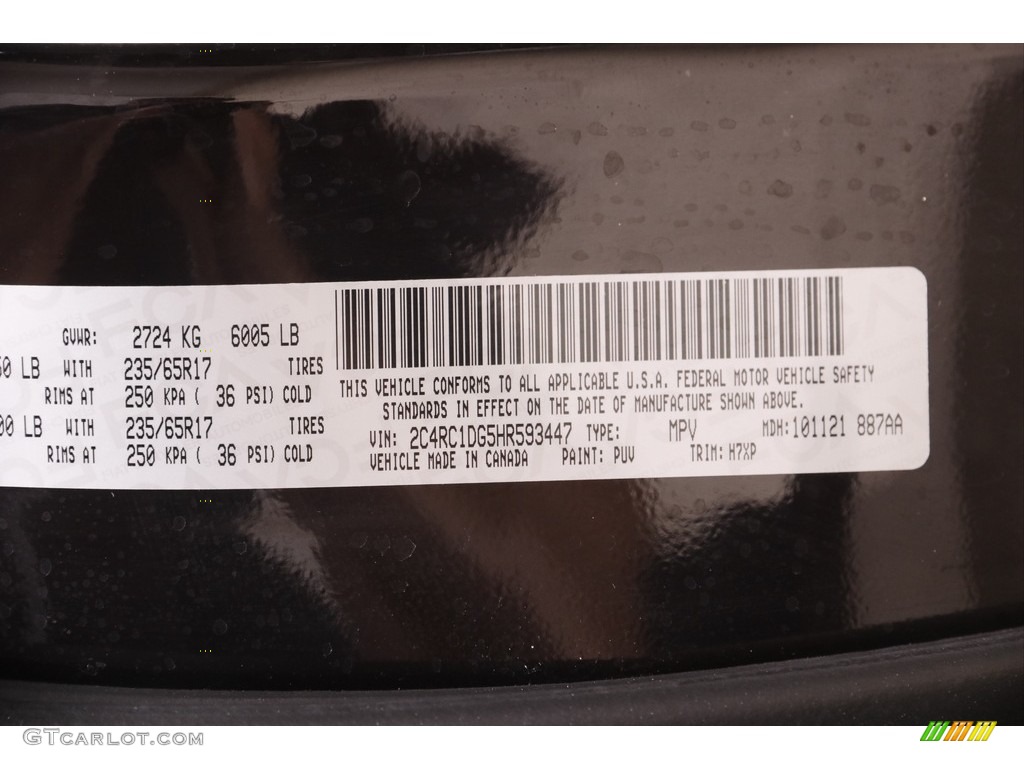 GVWR: 2724 KG 6005 LB
0 LB WITH 235/65R17 TIRES
RIMS AT 250 KPA ( 36 PSI) COLD
00 LB WITH 235/65R17 TIRES
RIMS AT 250 KPA ( 36 PSI) COLD
THIS VEHICLE CONFORMS TO ALL APPLICABLE U.S.A. FEDERAL MOTOR VEHICLE SAFETY
STANDARDS IN EFFECT ON THE DATE OF MANUFACTURE SHOWN ABOVE.
VIN: 2C4RC1DG5HR593447 TYPE: MPV MDH:101121 887AA
VEHICLE MADE IN CANADA PAINT: PUV TRIM: H7XP
GTCarlot.com